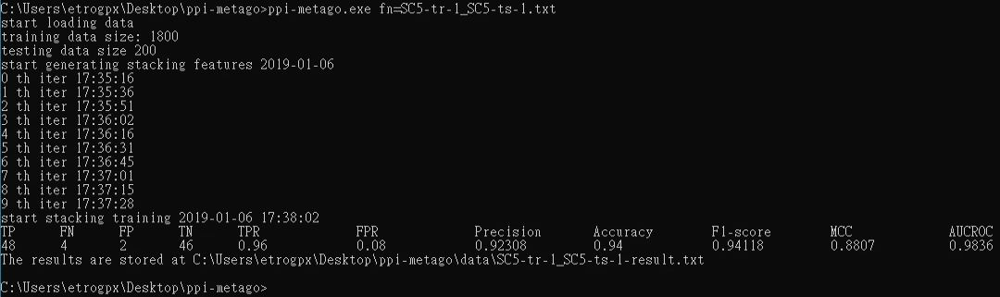 C:\Users\etrogpx\Desktop\ppi-metago>ppi-metago.exe fn=SC5-tr-1_SC5-ts-1.txt
start loading data
training data size: 1800
testing data size 200
start generating stacking features 2019-01-06
0 th iter 17:35:16
1 th iter 17:35:36
2 th iter 17:35:51
3 th iter 17:36:02
4 th iter 17:36:16
5 th iter 17:36:31
6 th iter 17:36:45
7 th iter 17:37:01
8 th iter 17:37:15
9 th iter 17:37:28
start stacking training 2019-01-06 17:38:02
TP FN FP TN TPR FPR Precision Accuracy F1-score MCC AUCROC
48 4 2 46 0.96 0.08 0.92308 0.94 0.94118 0.8807 0.9836
The results are stored at C:\Users\etrogpx\Desktop\ppi-metago\data\SC5-tr-1_SC5-ts-1-result.txt
C:\Users\etrogpx\Desktop\ppi-metago>